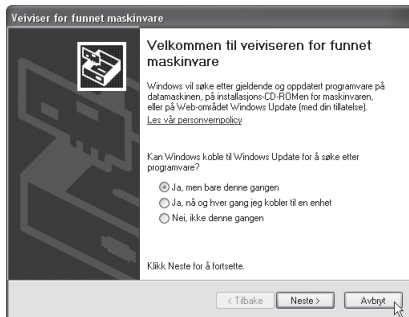 Veiviser for funnet maskinvare
Velkommen til veiviseren for funnet
maskinvare
Windows vil søke etter gjeldende og oppdatert programvare på
datamaskinen, på installasjons-CD-ROMen for maskinvaren,
eller på Web-området Windows Update (med din tillatelse).
Les vår personvernpolicy
Kan Windows koble til Windows Update for å søke etter
programvare?
Ja, men bare denne gangen
Ja, nå og hver gang jeg kobler til en enhet
Nei, ikke denne gangen
Klikk Neste for å fortsette.
< Tilbake Neste > Avbryt